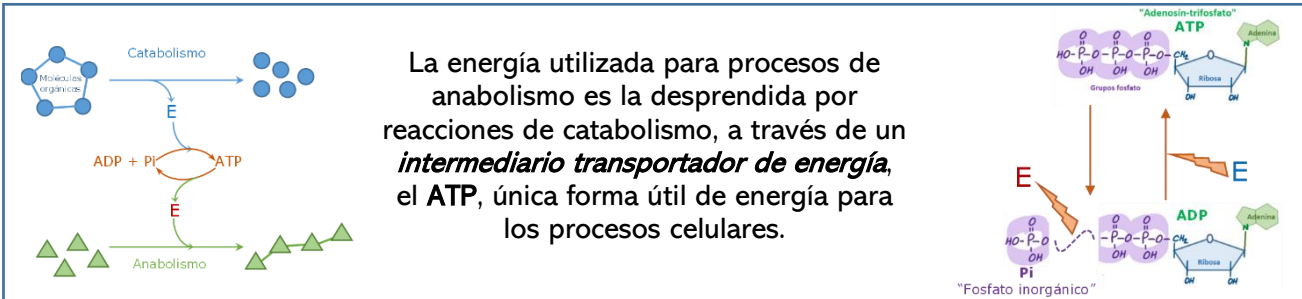 Catabolismo
Moléculas
orgánicas
E
ADP + Pi
ATP
E
Anabolismo
La energía utilizada para procesos de
anabolismo es la desprendida por
reacciones de catabolismo, a través de un
intermediario transportador de energía,
el ATP, única forma útil de energía para
los procesos celulares.
"Adenosín-trifosfato"
ATP
Adenina
N
O O O
HO-P-O-P-O-P-O-CH₂ O
OH OH OH
Grupos fosfato
Ribosa
OH OH
E
E
ADP
Adenina
N
O
HO-P-O
OH
O O
-P-O-P-O-CH₂ O
OH OH
Ribosa
OH OH
Pi
"Fosfato inorgánico"